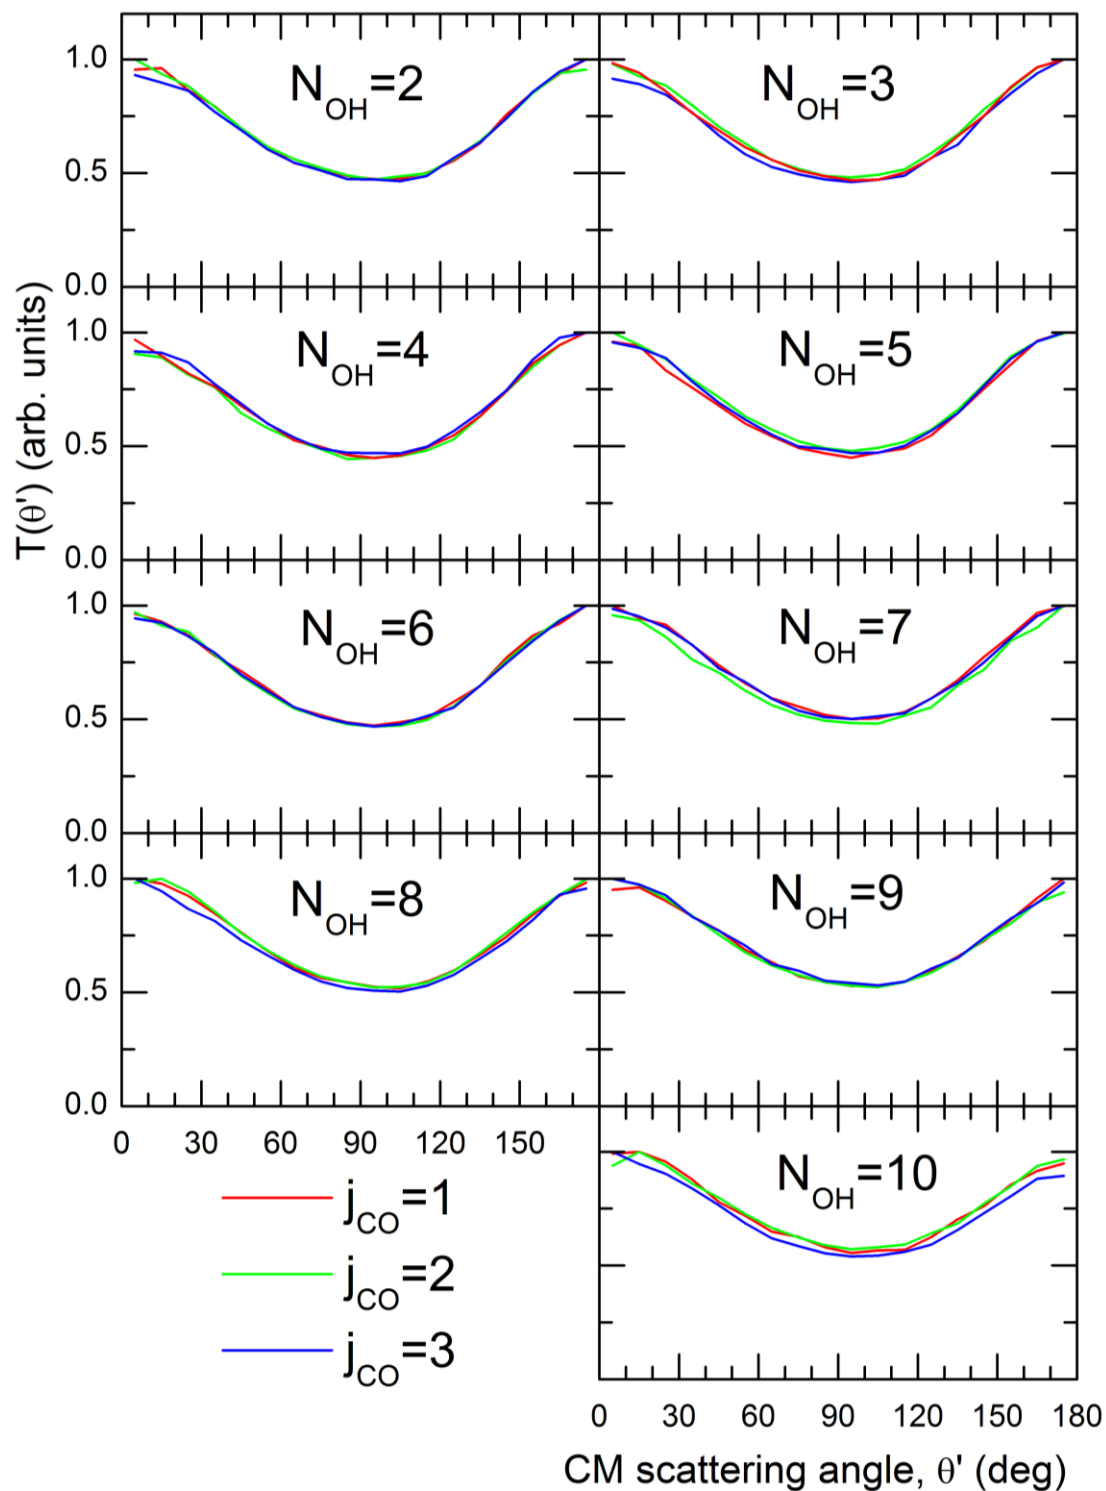 1.0
N_OH=2
N_OH=3
0.5
0.0
1.0
N_OH=4
N_OH=5
0.5
0.0
T(θ') (arb. units)
1.0
N_OH=6
N_OH=7
0.5
0.0
1.0
N_OH=8
N_OH=9
0.5
0.0
0 30 60 90 120 150
N_OH=10
j_CO=1
j_CO=2
j_CO=3
0 30 60 90 120 150 180
CM scattering angle, θ' (deg)